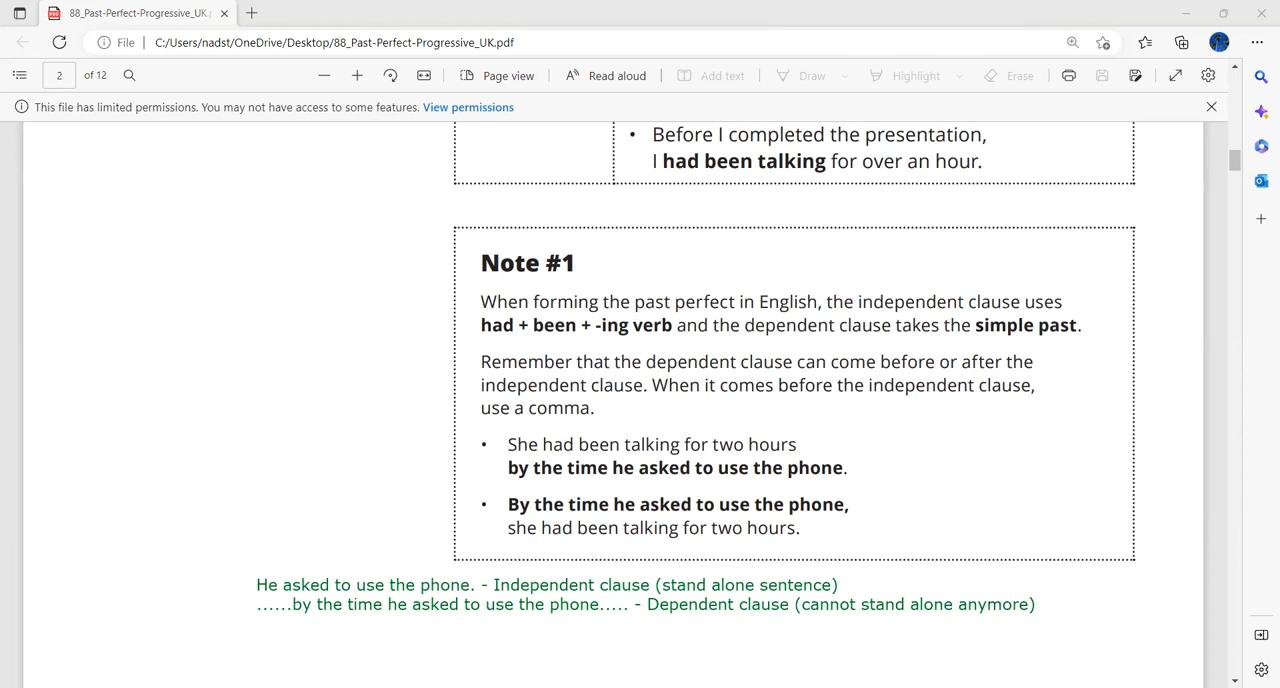 88_Past-Perfect-Progressive_UK.p
File C:/Users/nadst/OneDrive/Desktop/88_Past-Perfect-Progressive_UK.pdf
2 of 12 Page view Read aloud Add text Draw Highlight Erase
This file has limited permissions. You may not have access to some features. View permissions
• Before I completed the presentation,
I had been talking for over an hour.
Note #1
When forming the past perfect in English, the independent clause uses
had + been + -ing verb and the dependent clause takes the simple past.
Remember that the dependent clause can come before or after the
independent clause. When it comes before the independent clause,
use a comma.
• She had been talking for two hours
by the time he asked to use the phone.
• By the time he asked to use the phone,
she had been talking for two hours.
He asked to use the phone. - Independent clause (stand alone sentence)
......by the time he asked to use the phone..... - Dependent clause (cannot stand alone anymore)